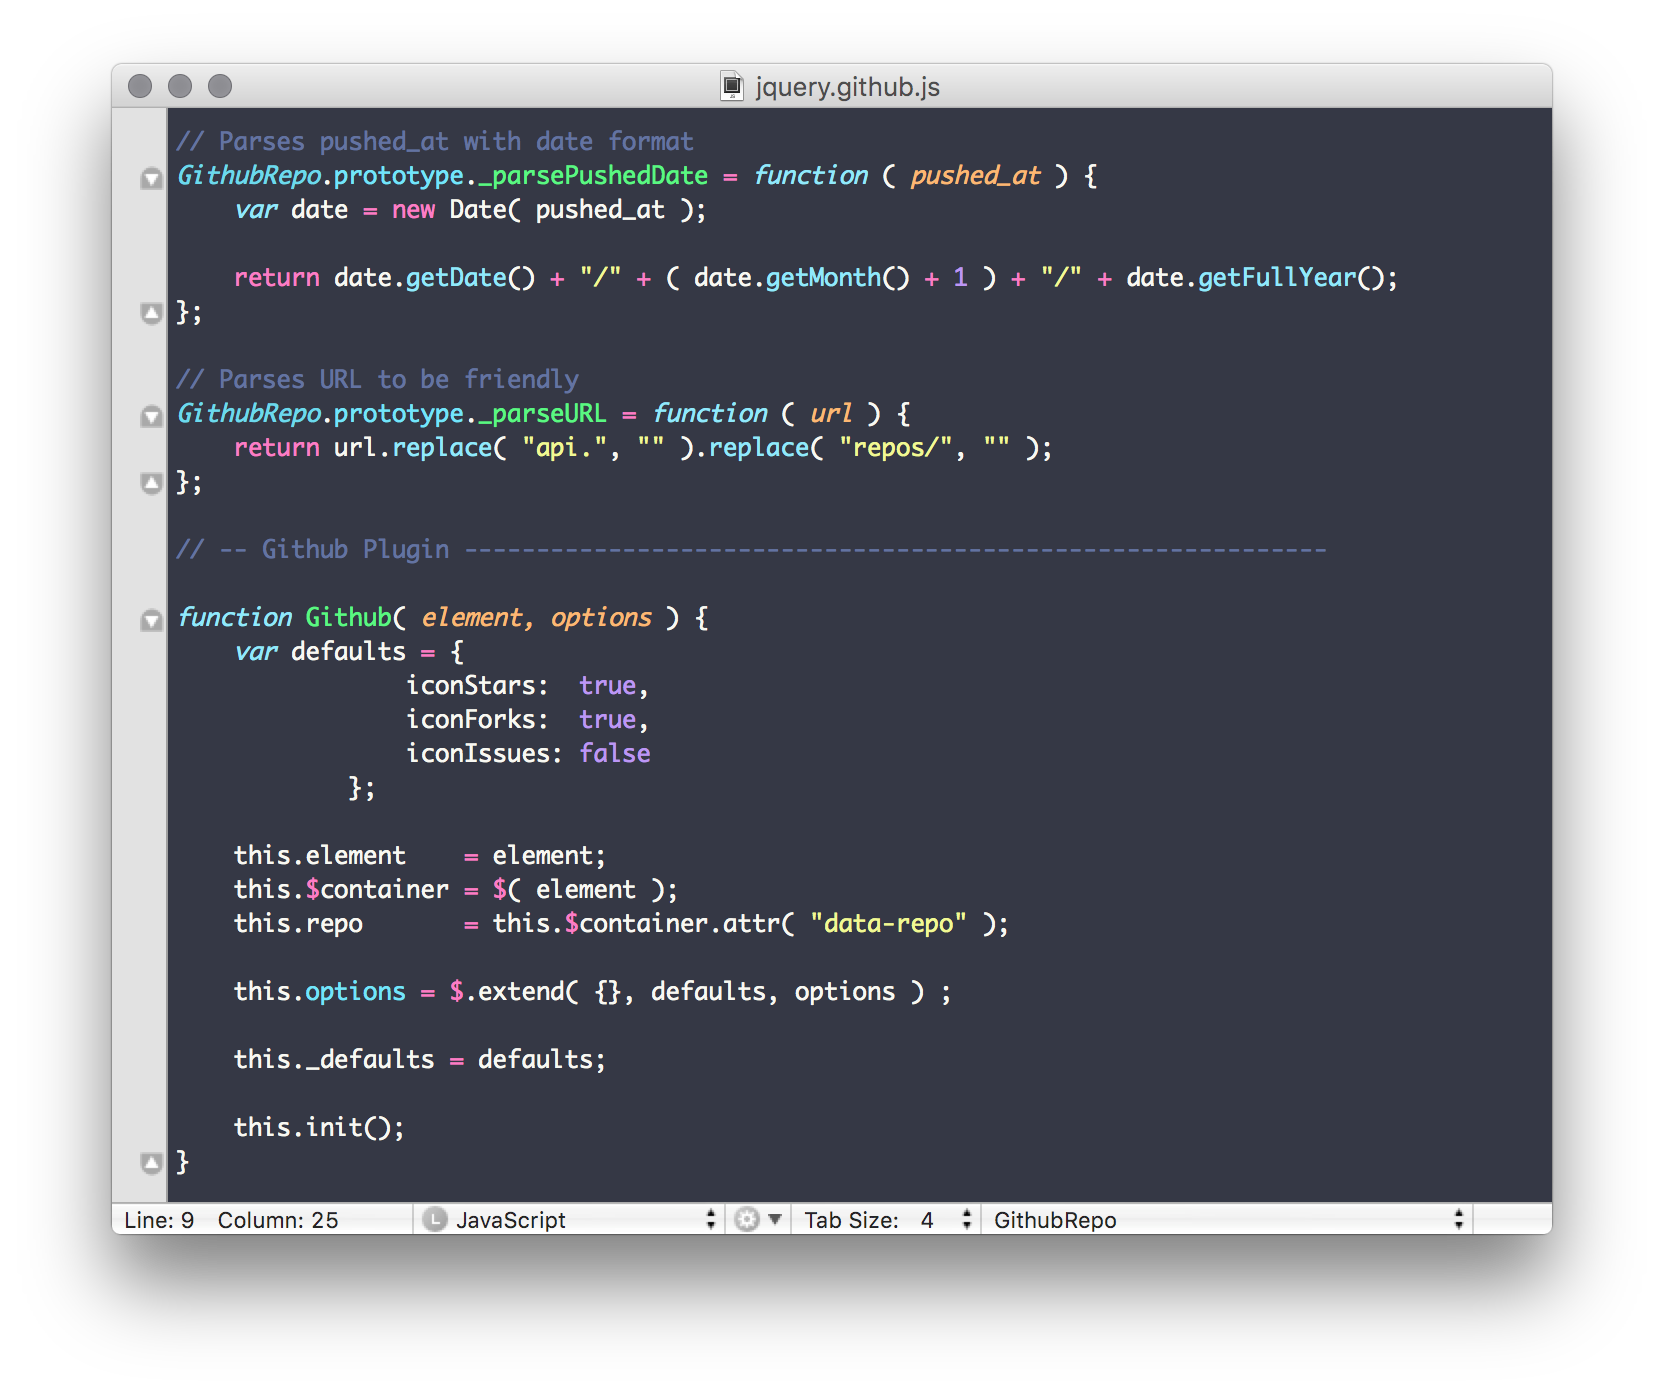 jquery.github.js
// Parses pushed_at with date format
GithubRepo.prototype._parsePushedDate = function ( pushed_at ) {
    var date = new Date( pushed_at );

    return date.getDate() + "/" + ( date.getMonth() + 1 ) + "/" + date.getFullYear();
};

// Parses URL to be friendly
GithubRepo.prototype._parseURL = function ( url ) {
    return url.replace( "api.", "" ).replace( "repos/", "" );
};

// -- Github Plugin ------------------------------------------------------------

function Github( element, options ) {
    var defaults = {
                iconStars:  true,
                iconForks:  true,
                iconIssues: false
            };

    this.element    = element;
    this.$container = $( element );
    this.repo       = this.$container.attr( "data-repo" );

    this.options = $.extend( {}, defaults, options ) ;

    this._defaults = defaults;

    this.init();
}
Line: 9 Column: 25 L JavaScript Tab Size: 4 GithubRepo